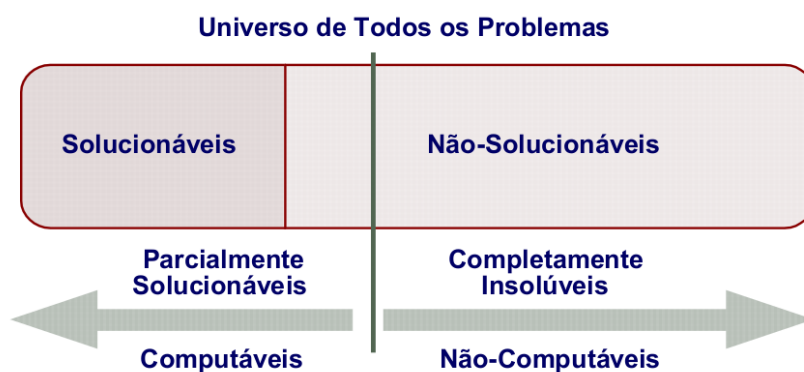 Universo de Todos os Problemas
Solucionáveis
Não-Solucionáveis
Parcialmente
Solucionáveis
Completamente
Insolúveis
Computáveis
Não-Computáveis